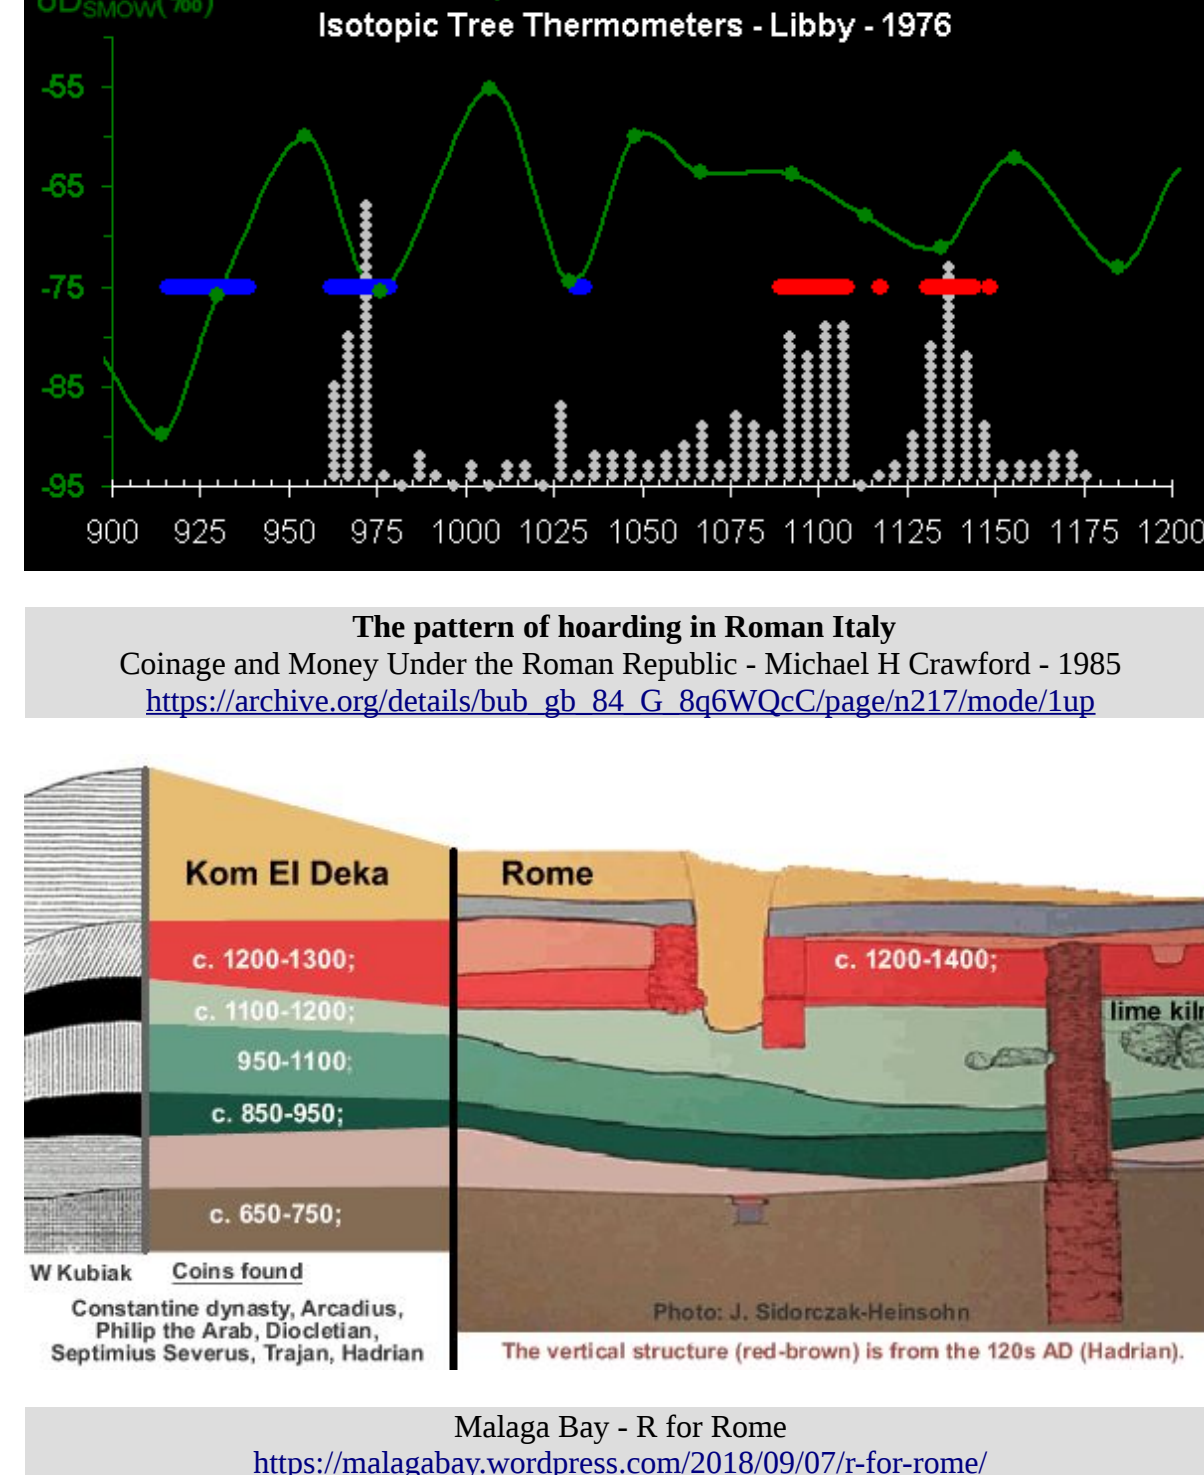 δDSMOW(‰)
Isotopic Tree Thermometers - Libby - 1976
-55
-65
-75
-85
-95
900 925 950 975 1000 1025 1050 1075 1100 1125 1150 1175 1200
The pattern of hoarding in Roman Italy
Coinage and Money Under the Roman Republic - Michael H Crawford - 1985
https://archive.org/details/bub_gb_84_G_8q6WQcC/page/n217/mode/1up
Kom El Deka
Rome
c. 1200-1300;
c. 1200-1400;
c. 1100-1200;
lime kiln
950-1100;
c. 850-950;
c. 650-750;
W Kubiak
Coins found
Constantine dynasty, Arcadius,
Philip the Arab, Diocletian,
Septimius Severus, Trajan, Hadrian
Photo: J. Sidorczak-Heinsohn
The vertical structure (red-brown) is from the 120s AD (Hadrian).
Malaga Bay - R for Rome
https://malagabay.wordpress.com/2018/09/07/r-for-rome/